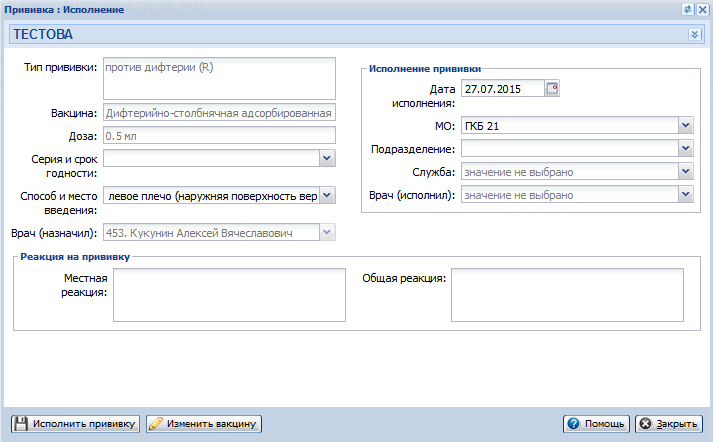 Прививка : Исполнение
ТЕСТОВА
Тип прививки: против дифтерии (R)
Вакцина: Дифтерийно-столбнячная адсорбированная
Доза: 0.5 мл
Серия и срок
годности:
Способ и место
введения: левое плечо (наружняя поверхность вер
Врач (назначил): 453. Кукунин Алексей Вячеславович
Исполнение прививки
Дата
исполнения: 27.07.2015
МО: ГКБ 21
Подразделение:
Служба: значение не выбрано
Врач (исполнил): значение не выбрано
Реакция на прививку
Местная
реакция:
Общая реакция:
Исполнить прививку Изменить вакцину Помощь Закрыть